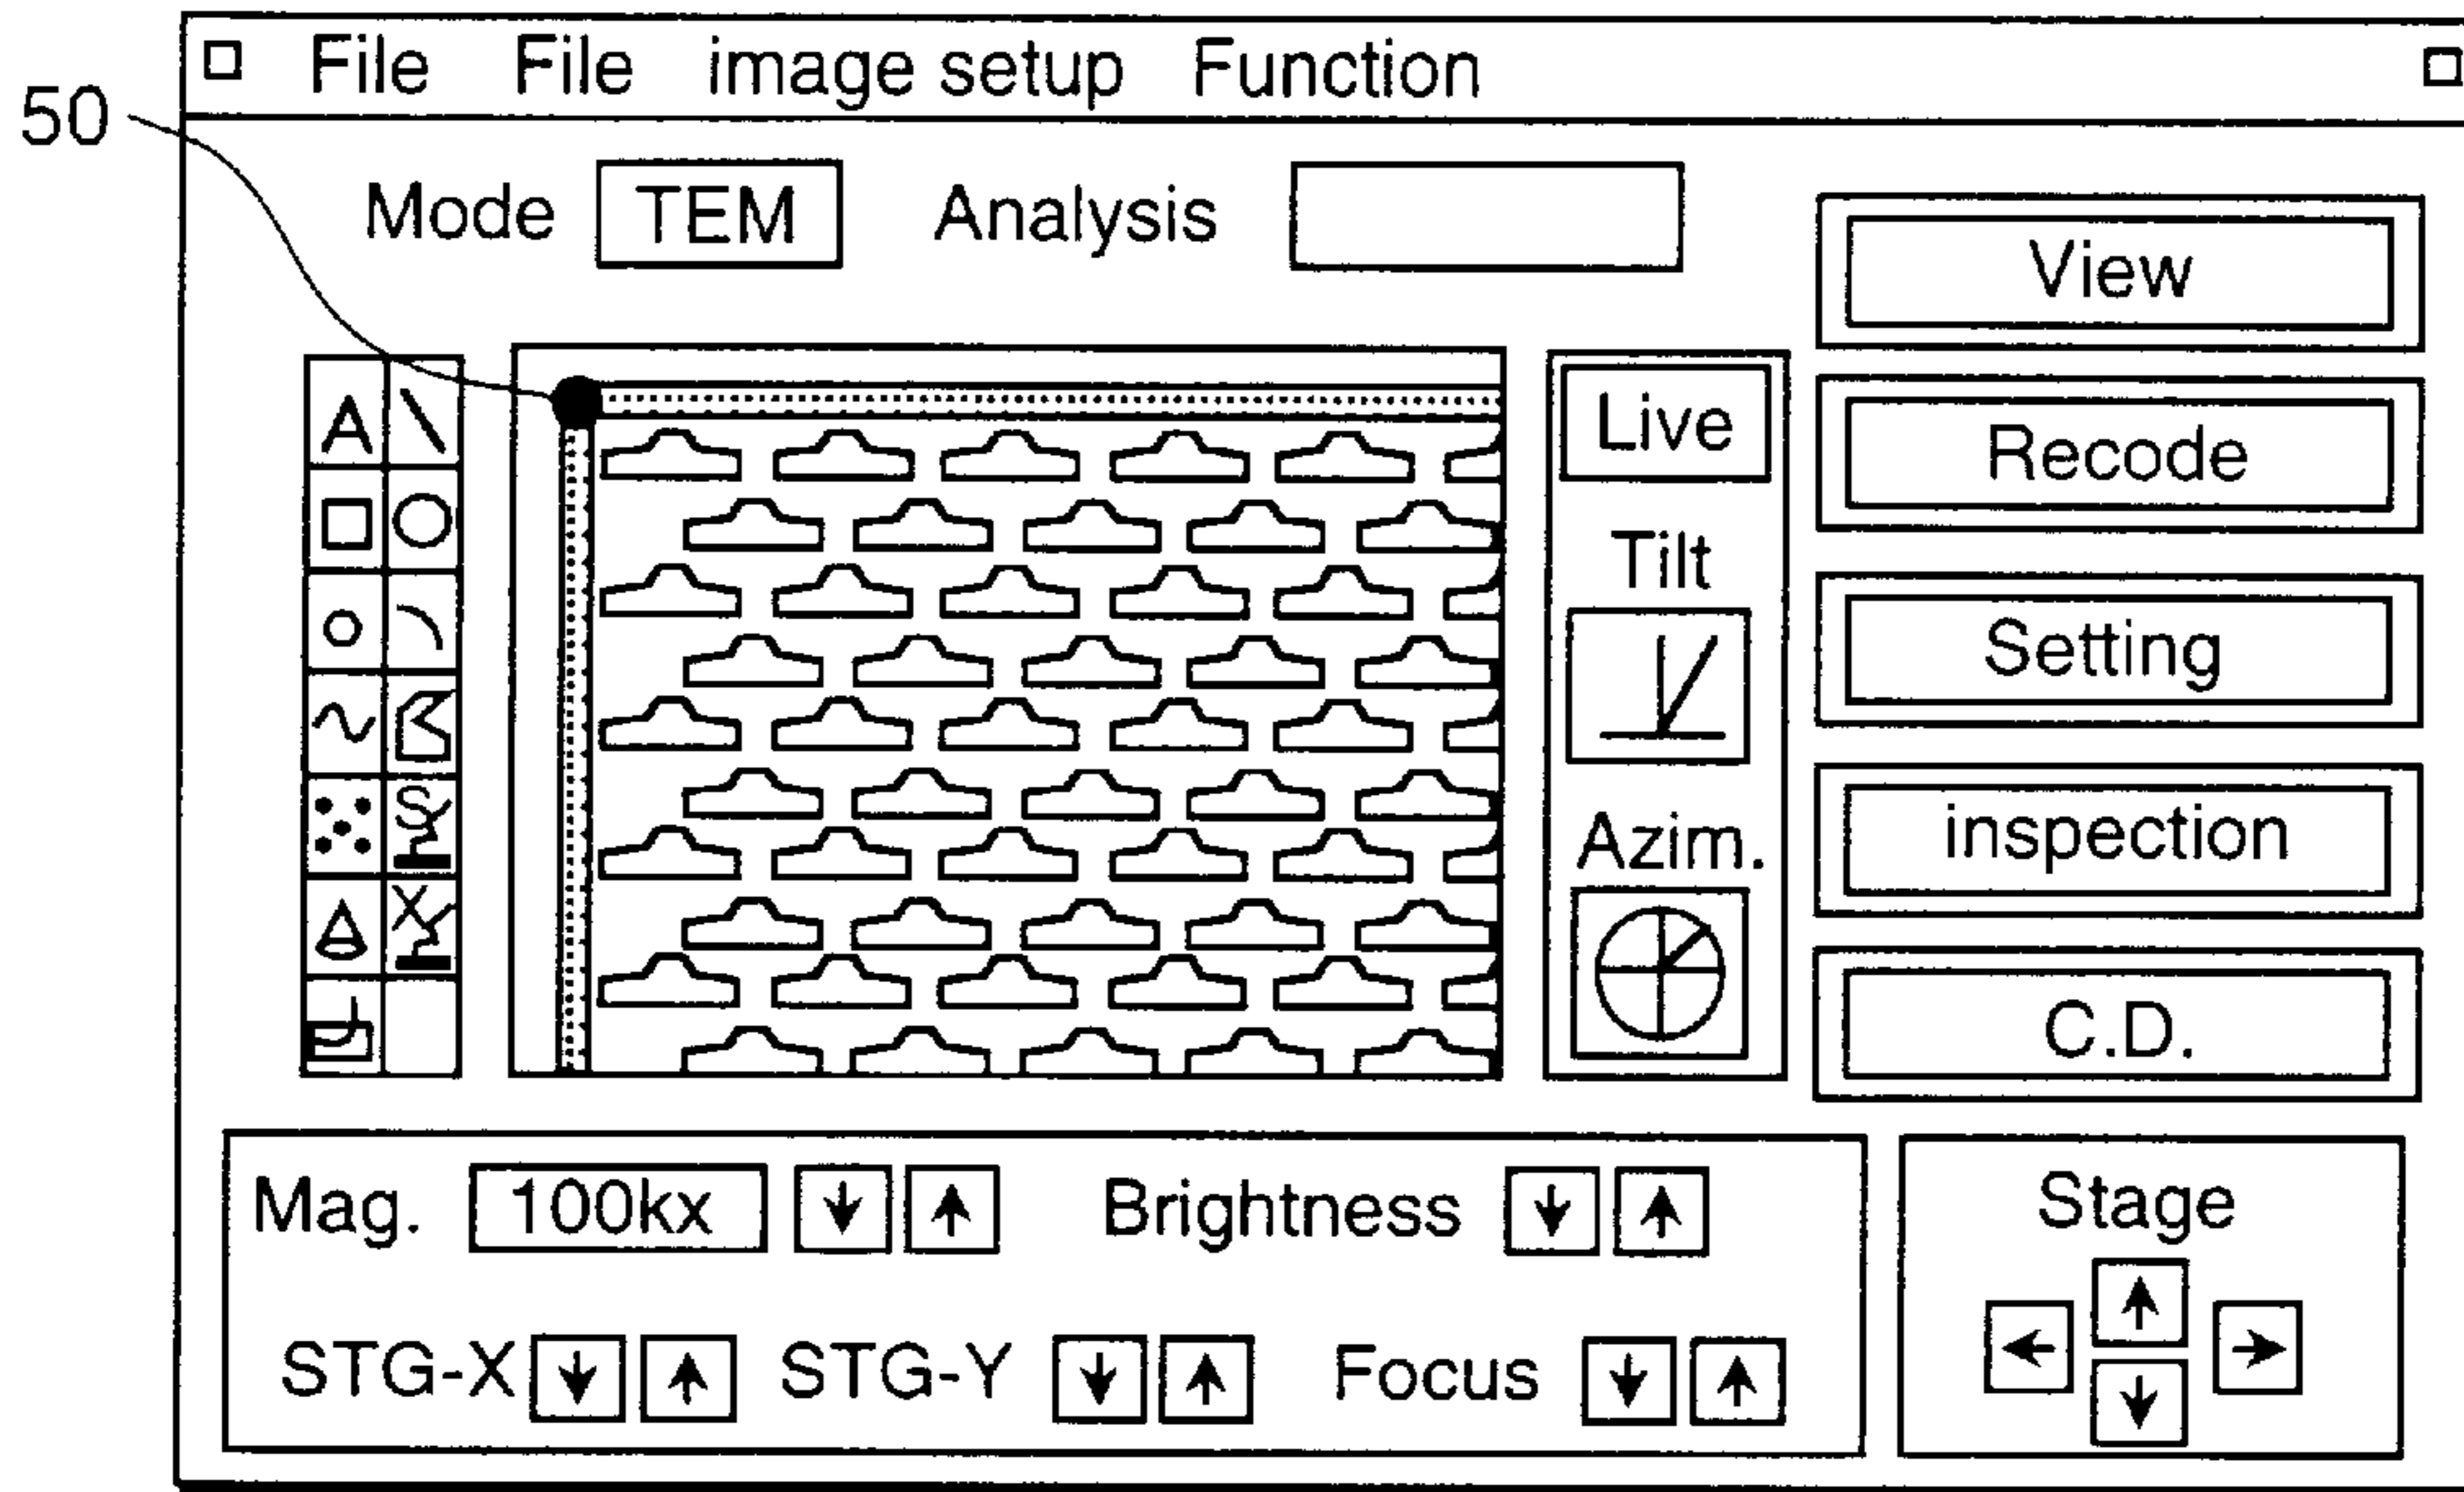 File File image setup Function
50
Mode TEM Analysis
View
Live
A
Recode
Tilt
Setting
Azim.
inspection
S
X
C.D.
Mag. 100kx Brightness
Stage
STG-X STG-Y Focus